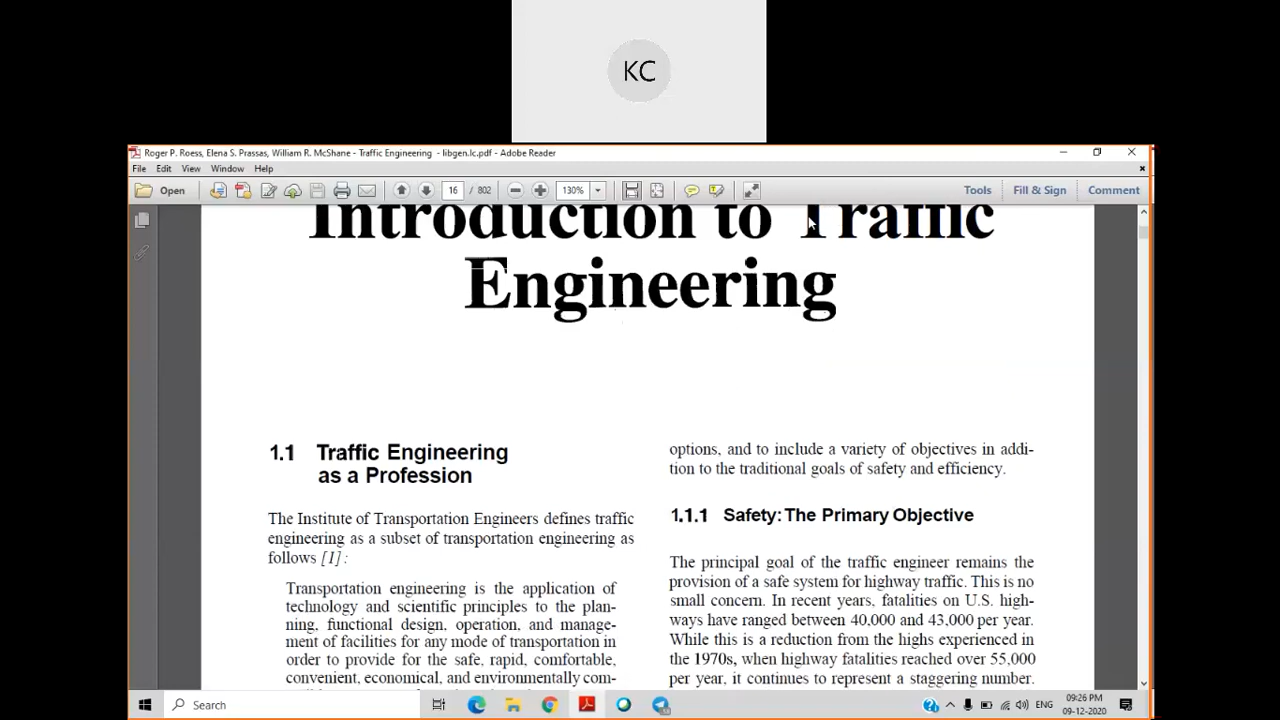 KC
Roger P. Roess, Elena S. Prassas, William R. McShane - Traffic Engineering - libgen.lc.pdf - Adobe Reader
File Edit View Window Help
Open 16 / 802 130% Tools Fill & Sign Comment
Introduction to Traffic
Engineering
1.1 Traffic Engineering
as a Profession
The Institute of Transportation Engineers defines traffic
engineering as a subset of transportation engineering as
follows [1]:
Transportation engineering is the application of
technology and scientific principles to the plan-
ning, functional design, operation, and manage-
ment of facilities for any mode of transportation in
order to provide for the safe, rapid, comfortable,
convenient, economical, and environmentally com-
options, and to include a variety of objectives in addi-
tion to the traditional goals of safety and efficiency.
1.1.1 Safety: The Primary Objective
The principal goal of the traffic engineer remains the
provision of a safe system for highway traffic. This is no
small concern. In recent years, fatalities on U.S. high-
ways have ranged between 40,000 and 43,000 per year.
While this is a reduction from the highs experienced in
the 1970s, when highway fatalities reached over 55,000
per year, it continues to represent a staggering number.
Search
ENG
09:26 PM
09-12-2020